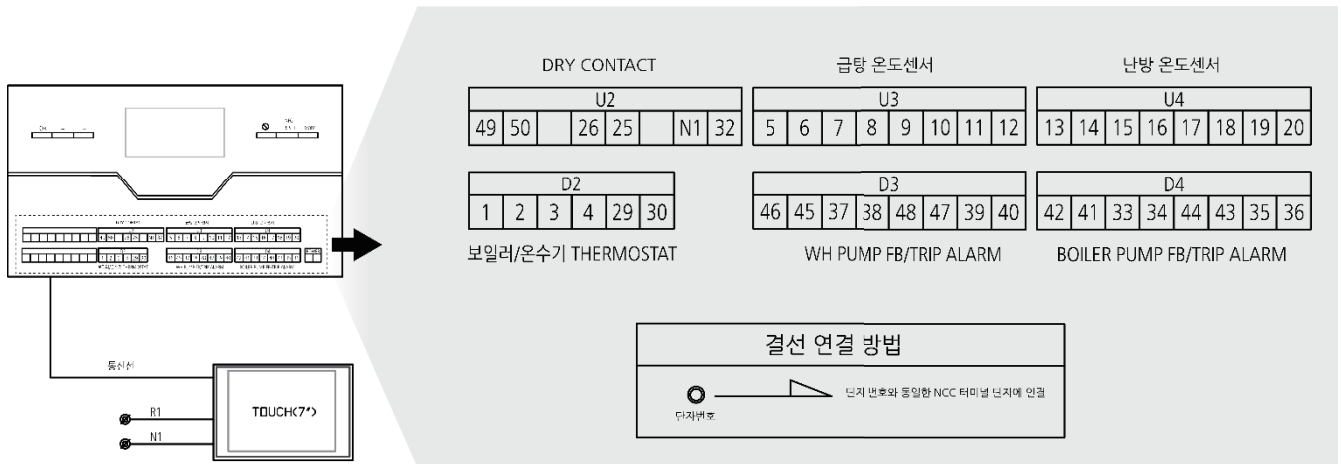 DRY CONTACT
급탕 온도센서
난방 온도센서
U2
U3
U4
49 50 26 25 N1 32
5 6 7 8 9 10 11 12
13 14 15 16 17 18 19 20
D2
D3
D4
1 2 3 4 29 30
46 45 37 38 48 47 39 40
42 41 33 34 44 43 35 36
보일러/온수기 THERMOSTAT
WH PUMP FB/TRIP ALARM
BOILER PUMP FB/TRIP ALARM
결선 연결 방법
단자 번호와 동일한 NCC 터미널 단자에 연결
단자번호
통신선
R1
N1
TOUCH(7")